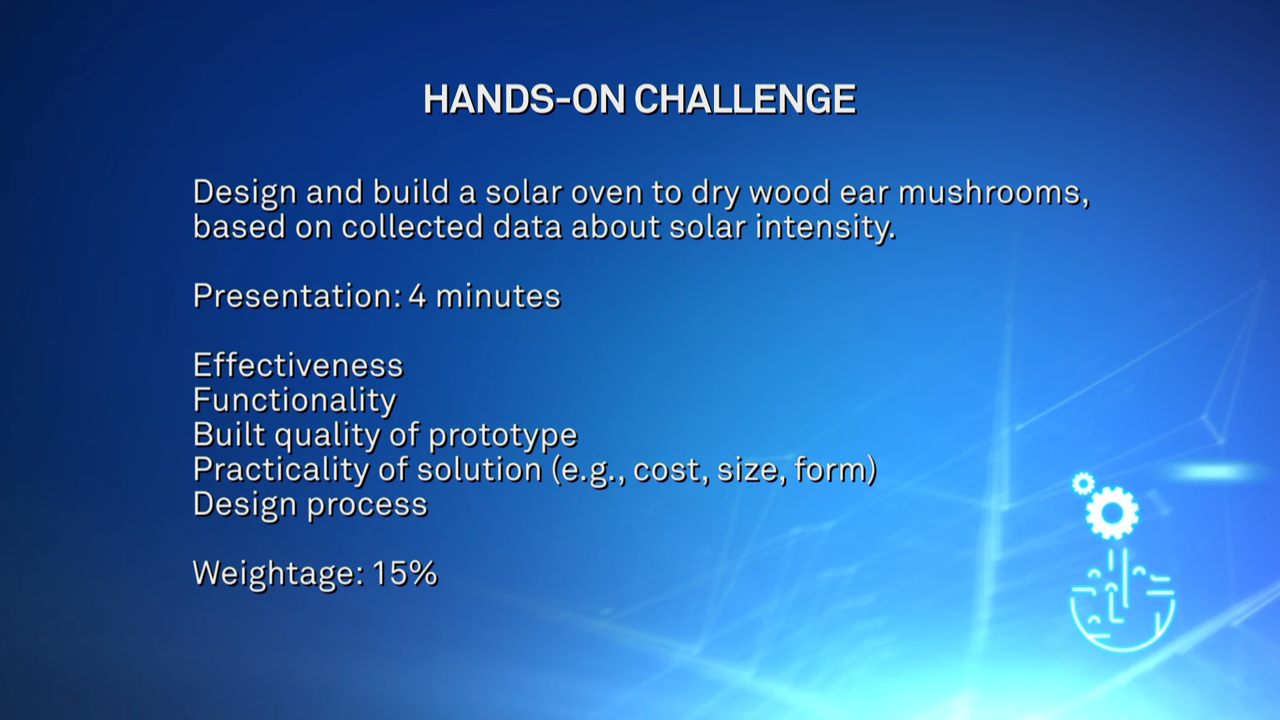 HANDS-ON CHALLENGE
Design and build a solar oven to dry wood ear mushrooms,
based on collected data about solar intensity.
Presentation: 4 minutes
Effectiveness
Functionality
Built quality of prototype
Practicality of solution (e.g., cost, size, form)
Design process
Weightage: 15%